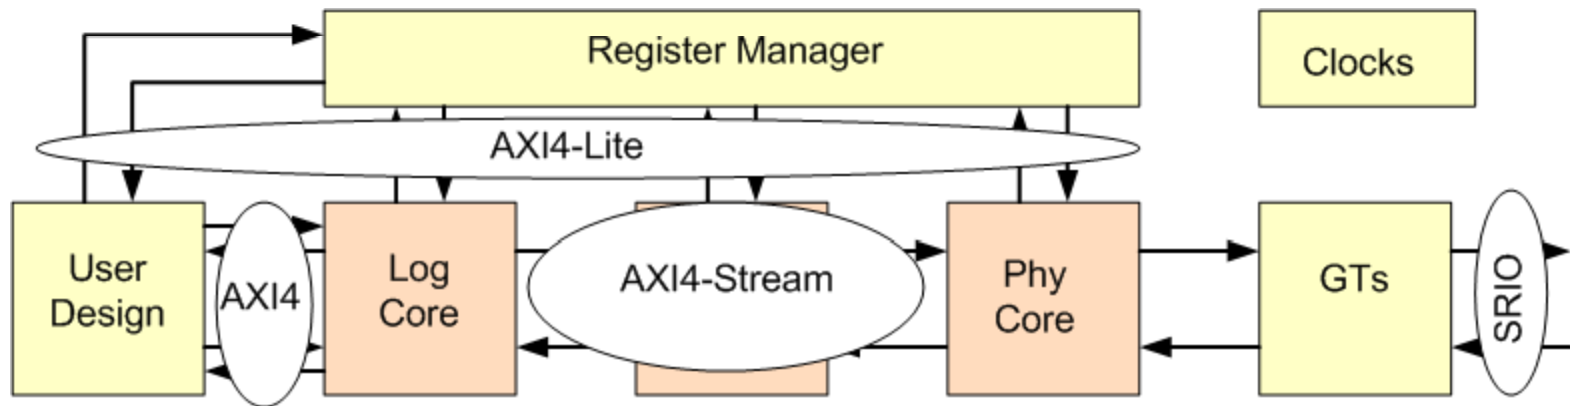 Register Manager
Clocks
AXI4-Lite
User
Design
AXI4
Log
Core
AXI4-Stream
Phy
Core
GTs
SRIO